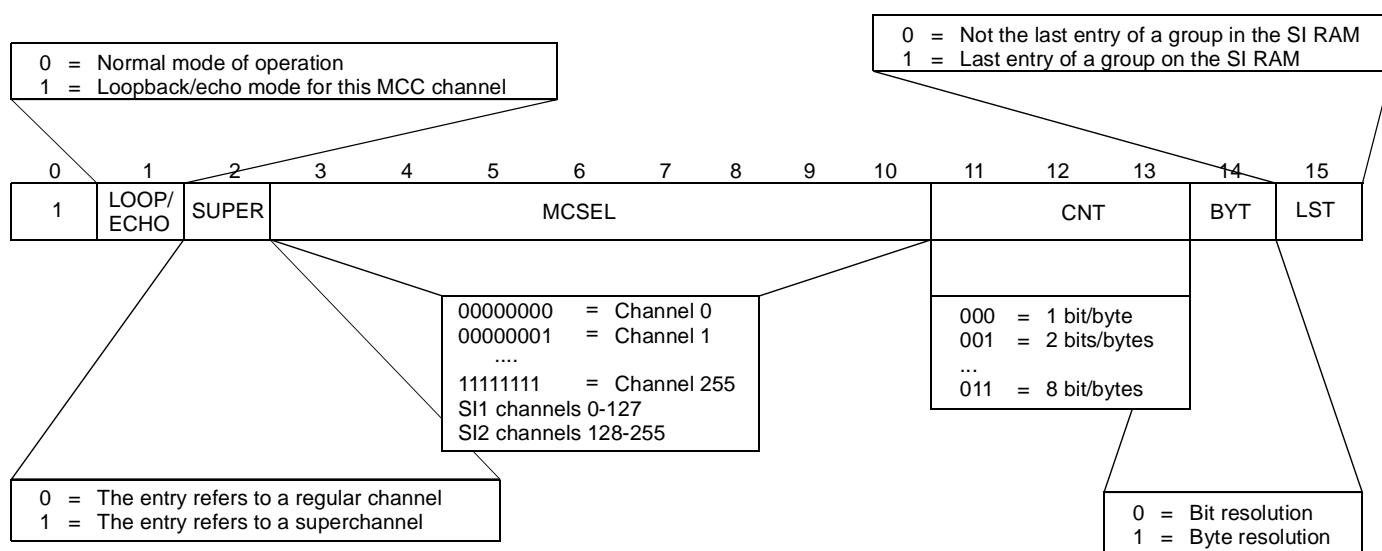 0 = Normal mode of operation
1 = Loopback/echo mode for this MCC channel
0 = Not the last entry of a group in the SI RAM
1 = Last entry of a group on the SI RAM
0 1 2 3 4 5 6 7 8 9 10 11 12 13 14 15
1 LOOP/ECHO SUPER MCSEL CNT BYT LST
00000000 = Channel 0
00000001 = Channel 1
....
11111111 = Channel 255
SI1 channels 0-127
SI2 channels 128-255
000 = 1 bit/byte
001 = 2 bits/bytes
...
011 = 8 bit/bytes
0 = The entry refers to a regular channel
1 = The entry refers to a superchannel
0 = Bit resolution
1 = Byte resolution